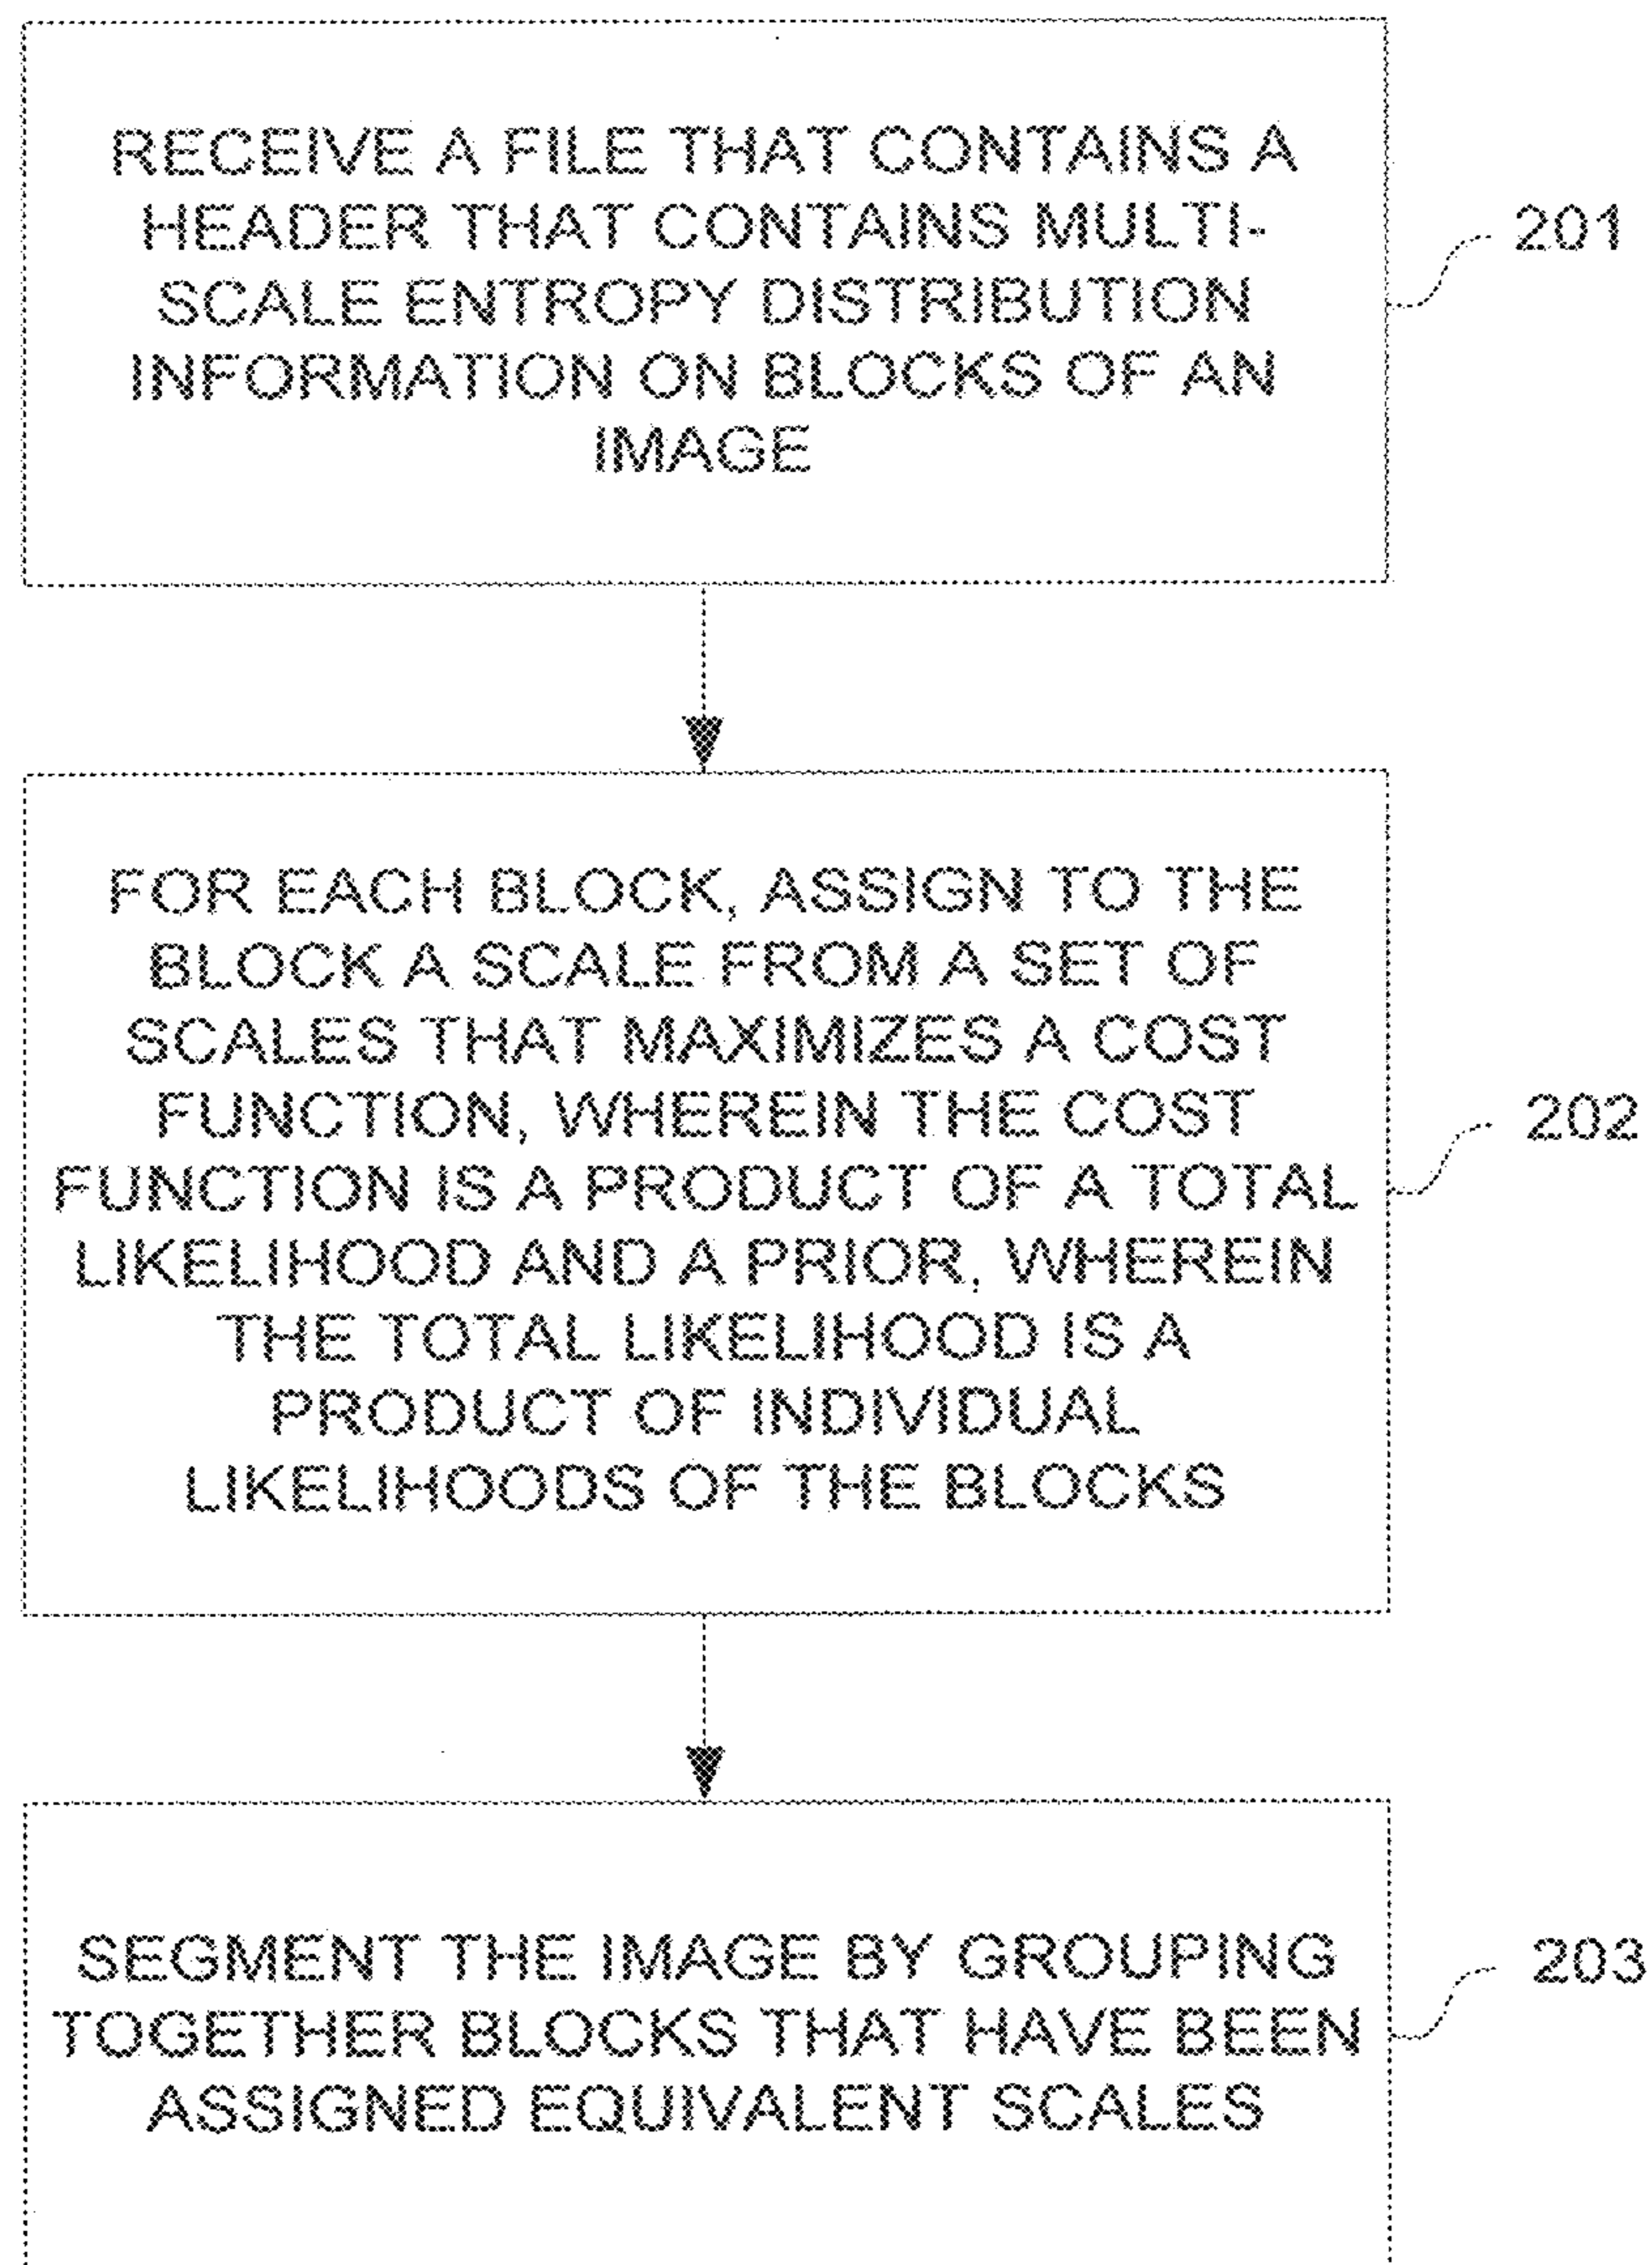 RECEIVE A FILE THAT CONTAINS A
HEADER THAT CONTAINS MULTI-
SCALE ENTROPY DISTRIBUTION
INFORMATION ON BLOCKS OF AN
IMAGE
201
FOR EACH BLOCK, ASSIGN TO THE
BLOCK A SCALE FROM A SET OF
SCALES THAT MAXIMIZES A COST
FUNCTION, WHEREIN THE COST
FUNCTION IS A PRODUCT OF A TOTAL
LIKELIHOOD AND A PRIOR, WHEREIN
THE TOTAL LIKELIHOOD IS A
PRODUCT OF INDIVIDUAL
LIKELIHOODS OF THE BLOCKS
202
SEGMENT THE IMAGE BY GROUPING
TOGETHER BLOCKS THAT HAVE BEEN
ASSIGNED EQUIVALENT SCALES
203